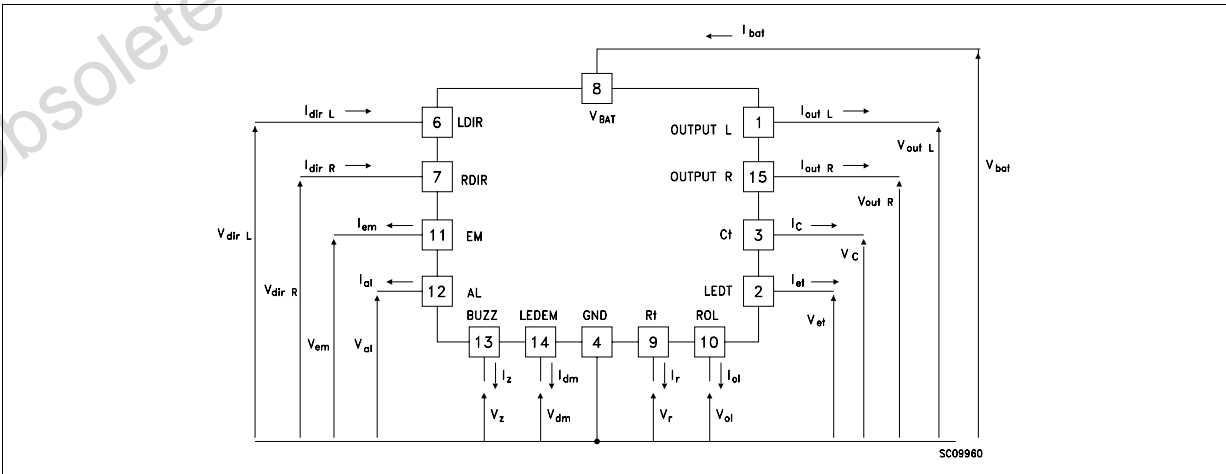 obsolete
I bat
8
V BAT
I dir L
6
LDIR
OUTPUT L
1
I out L
V out L
I dir R
7
RDIR
OUTPUT R
15
I out R
V out R
V bat
I em
11
EM
Ct
3
I C
V C
V dir L
I al
12
AL
LEDT
2
I et
V et
V dir R
V em
V al
BUZZ
LEDEM
GND
Rt
ROL
13
14
4
9
10
I z
I dm
I r
I ol
V z
V dm
V r
V ol
SC09960